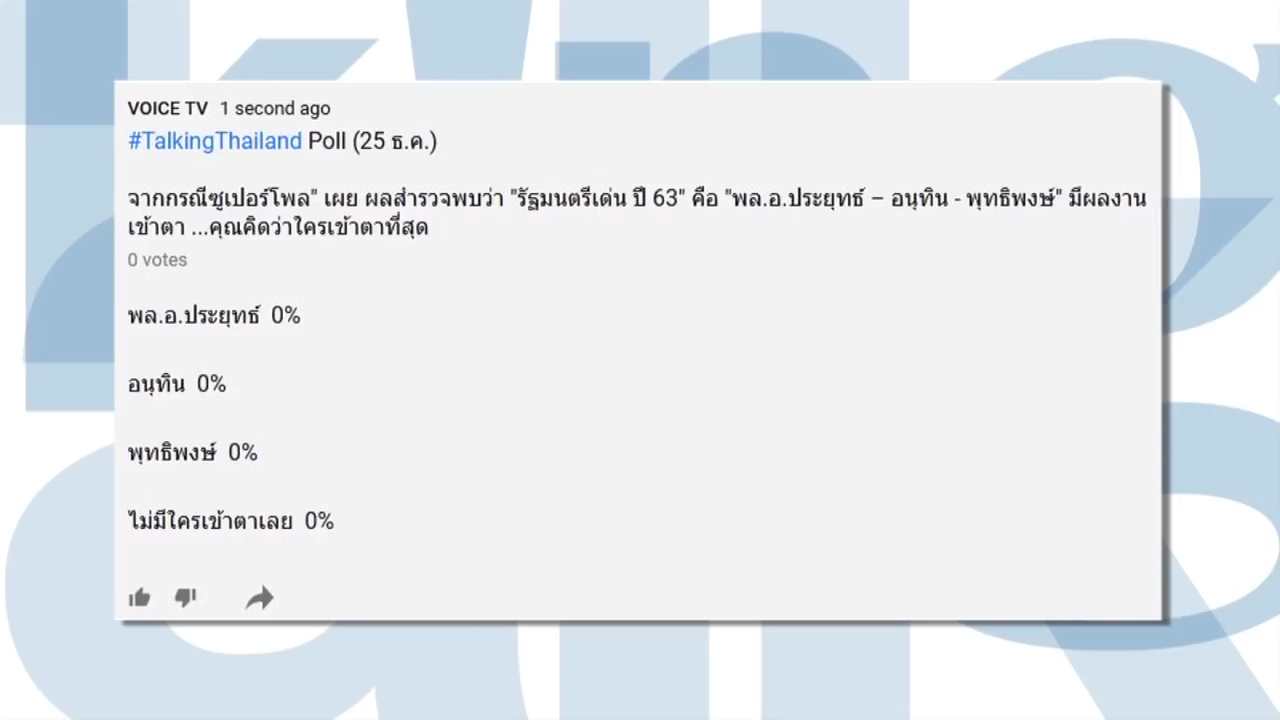 VOICE TV 1 second ago
#TalkingThailand Poll (25 ธ.ค.)
จากกรณีซูเปอร์โพล" เผย ผลสำรวจพบว่า "รัฐมนตรีเด่น ปี 63" คือ "พล.อ.ประยุทธ์ – อนุทิน - พุทธิพงษ์" มีผลงาน
เข้าตา ...คุณคิดว่าใครเข้าตาที่สุด
0 votes
พล.อ.ประยุทธ์ 0%
อนุทิน 0%
พุทธิพงษ์ 0%
ไม่มีใครเข้าตาเลย 0%